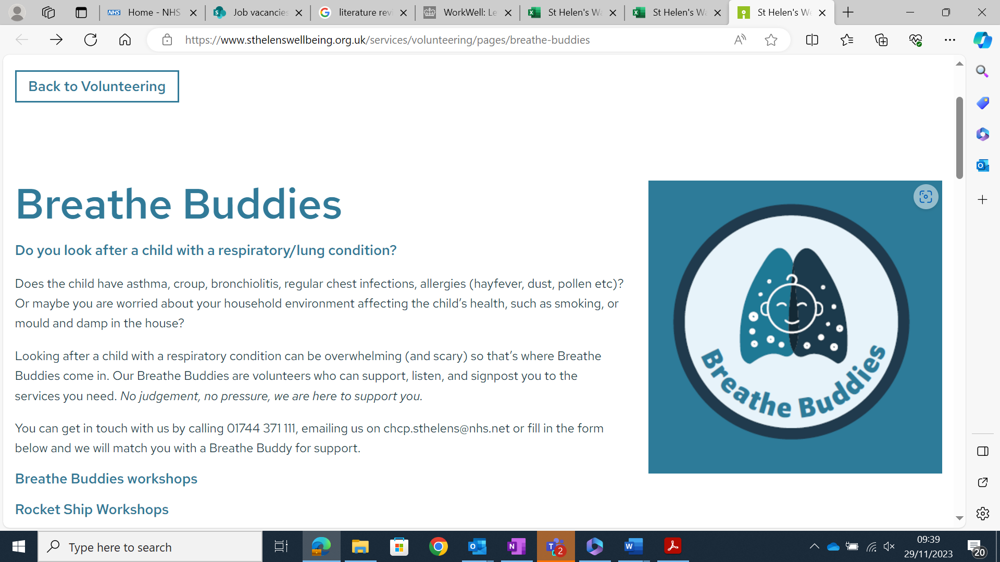 NHS Home - NHS
Job vacancies
literature revi
WorkWell: Le
St Helen's Wa
St Helen's Wa
St Helen's We
https://www.sthelenswellbeing.org.uk/services/volunteering/pages/breathe-buddies
Back to Volunteering
Breathe Buddies
Do you look after a child with a respiratory/lung condition?
Does the child have asthma, croup, bronchiolitis, regular chest infections, allergies (hayfever, dust, pollen etc)?
Or maybe you are worried about your household environment affecting the child’s health, such as smoking, or
mould and damp in the house?
Looking after a child with a respiratory condition can be overwhelming (and scary) so that’s where Breathe
Buddies come in. Our Breathe Buddies are volunteers who can support, listen, and signpost you to the
services you need. No judgement, no pressure, we are here to support you.
You can get in touch with us by calling 01744 371 111, emailing us on chcp.sthelens@nhs.net or fill in the form
below and we will match you with a Breathe Buddy for support.
Breathe Buddies workshops
Rocket Ship Workshops
Breathe Buddies
Type here to search
2
09:39
29/11/2023
20